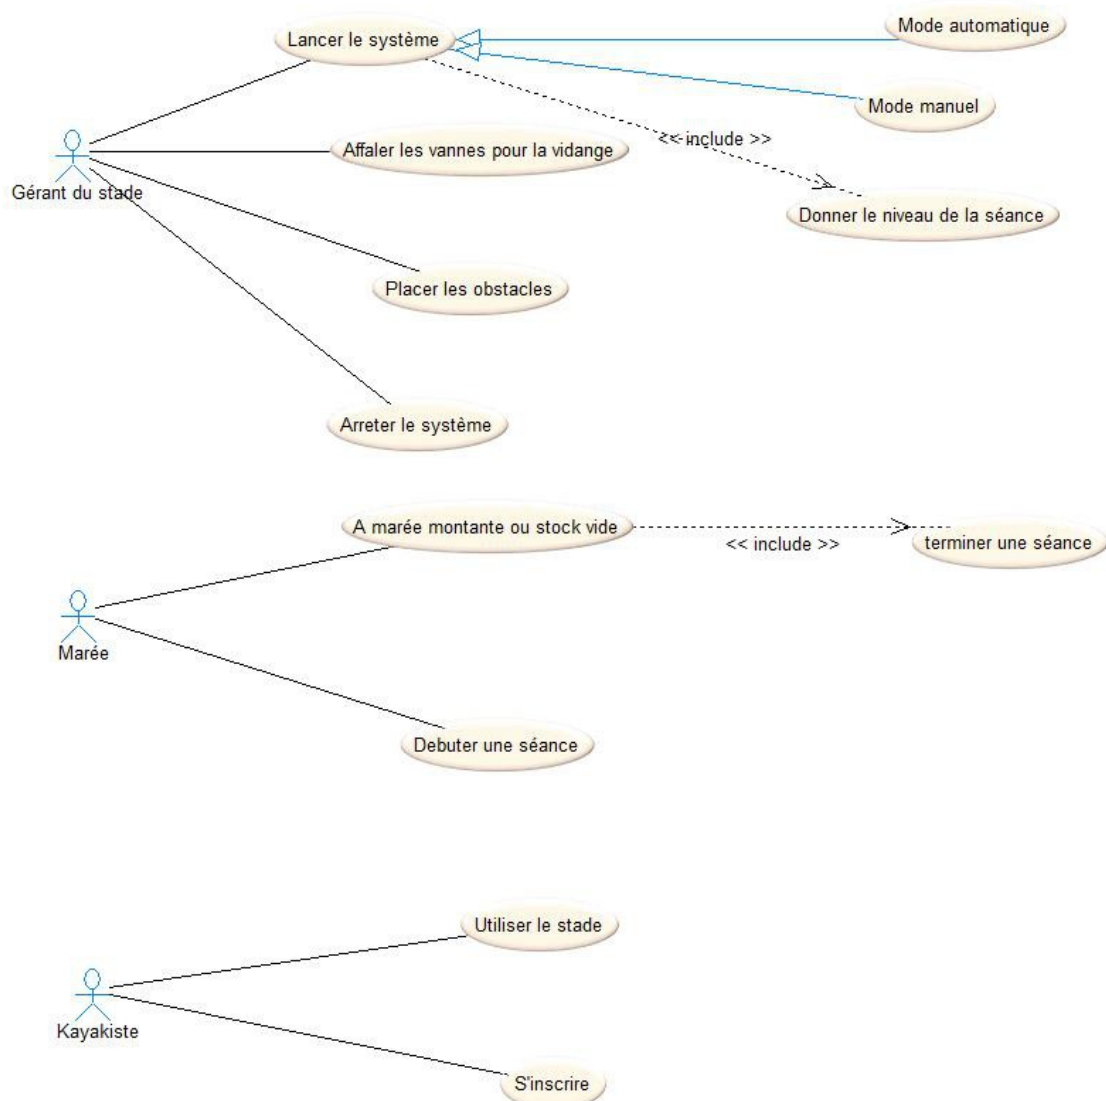 Lancer le système
Mode automatique
Mode manuel
<< include >>
Affaler les vannes pour la vidange
Gérant du stade
Donner le niveau de la séance
Placer les obstacles
Arreter le système
A marée montante ou stock vide
<< include >>
terminer une séance
Marée
Debuter une séance
Utiliser le stade
Kayakiste
S'inscrire